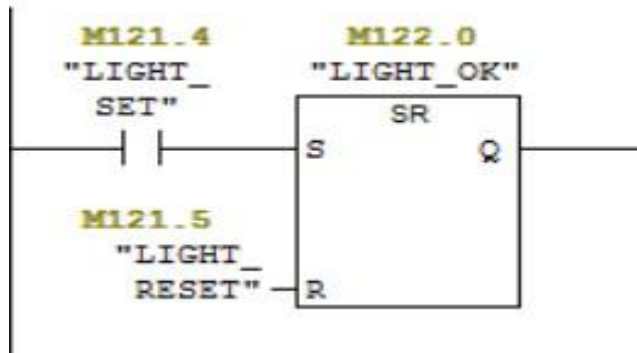 M121.4 M122.0
"LIGHT_ "LIGHT_OK"
SET" SR
S Q
M121.5
"LIGHT_
RESET" R